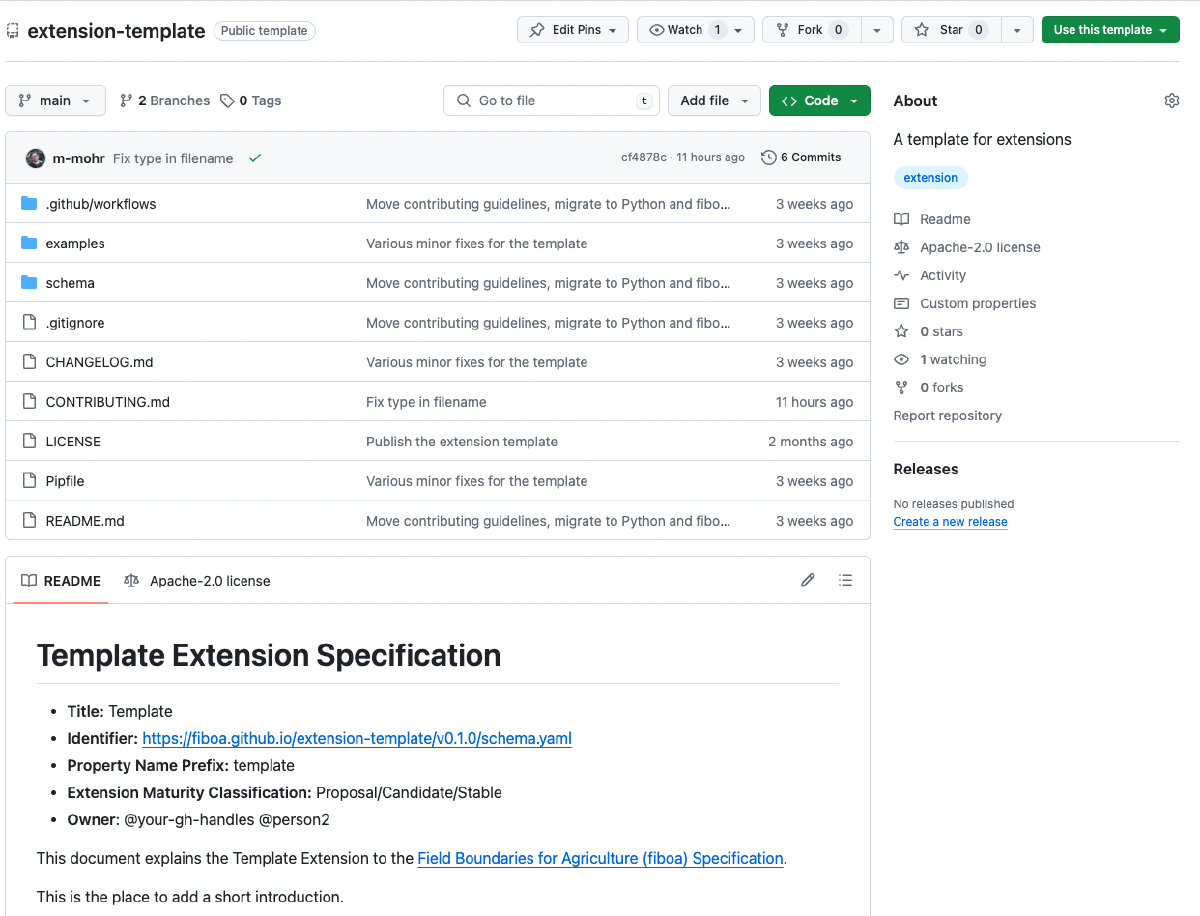 extension-template Public template Edit Pins Watch 1 Fork 0 Star 0 Use this template
main 2 Branches 0 Tags Go to file t Add file Code
m-mohr Fix type in filename cf4878c · 11 hours ago 6 Commits
.github/workflows Move contributing guidelines, migrate to Python and fibo... 3 weeks ago
examples Various minor fixes for the template 3 weeks ago
schema Move contributing guidelines, migrate to Python and fibo... 3 weeks ago
.gitignore Move contributing guidelines, migrate to Python and fibo... 3 weeks ago
CHANGELOG.md Various minor fixes for the template 3 weeks ago
CONTRIBUTING.md Fix type in filename 11 hours ago
LICENSE Publish the extension template 2 months ago
Pipfile Various minor fixes for the template 3 weeks ago
README.md Move contributing guidelines, migrate to Python and fibo... 3 weeks ago
README Apache-2.0 license
Template Extension Specification
• Title: Template
• Identifier: https://fiboa.github.io/extension-template/v0.1.0/schema.yaml
• Property Name Prefix: template
• Extension Maturity Classification: Proposal/Candidate/Stable
• Owner: @your-gh-handles @person2
This document explains the Template Extension to the Field Boundaries for Agriculture (fiboa) Specification.
This is the place to add a short introduction.
About
A template for extensions
extension
Readme
Apache-2.0 license
Activity
Custom properties
0 stars
1 watching
0 forks
Report repository
Releases
No releases published
Create a new release